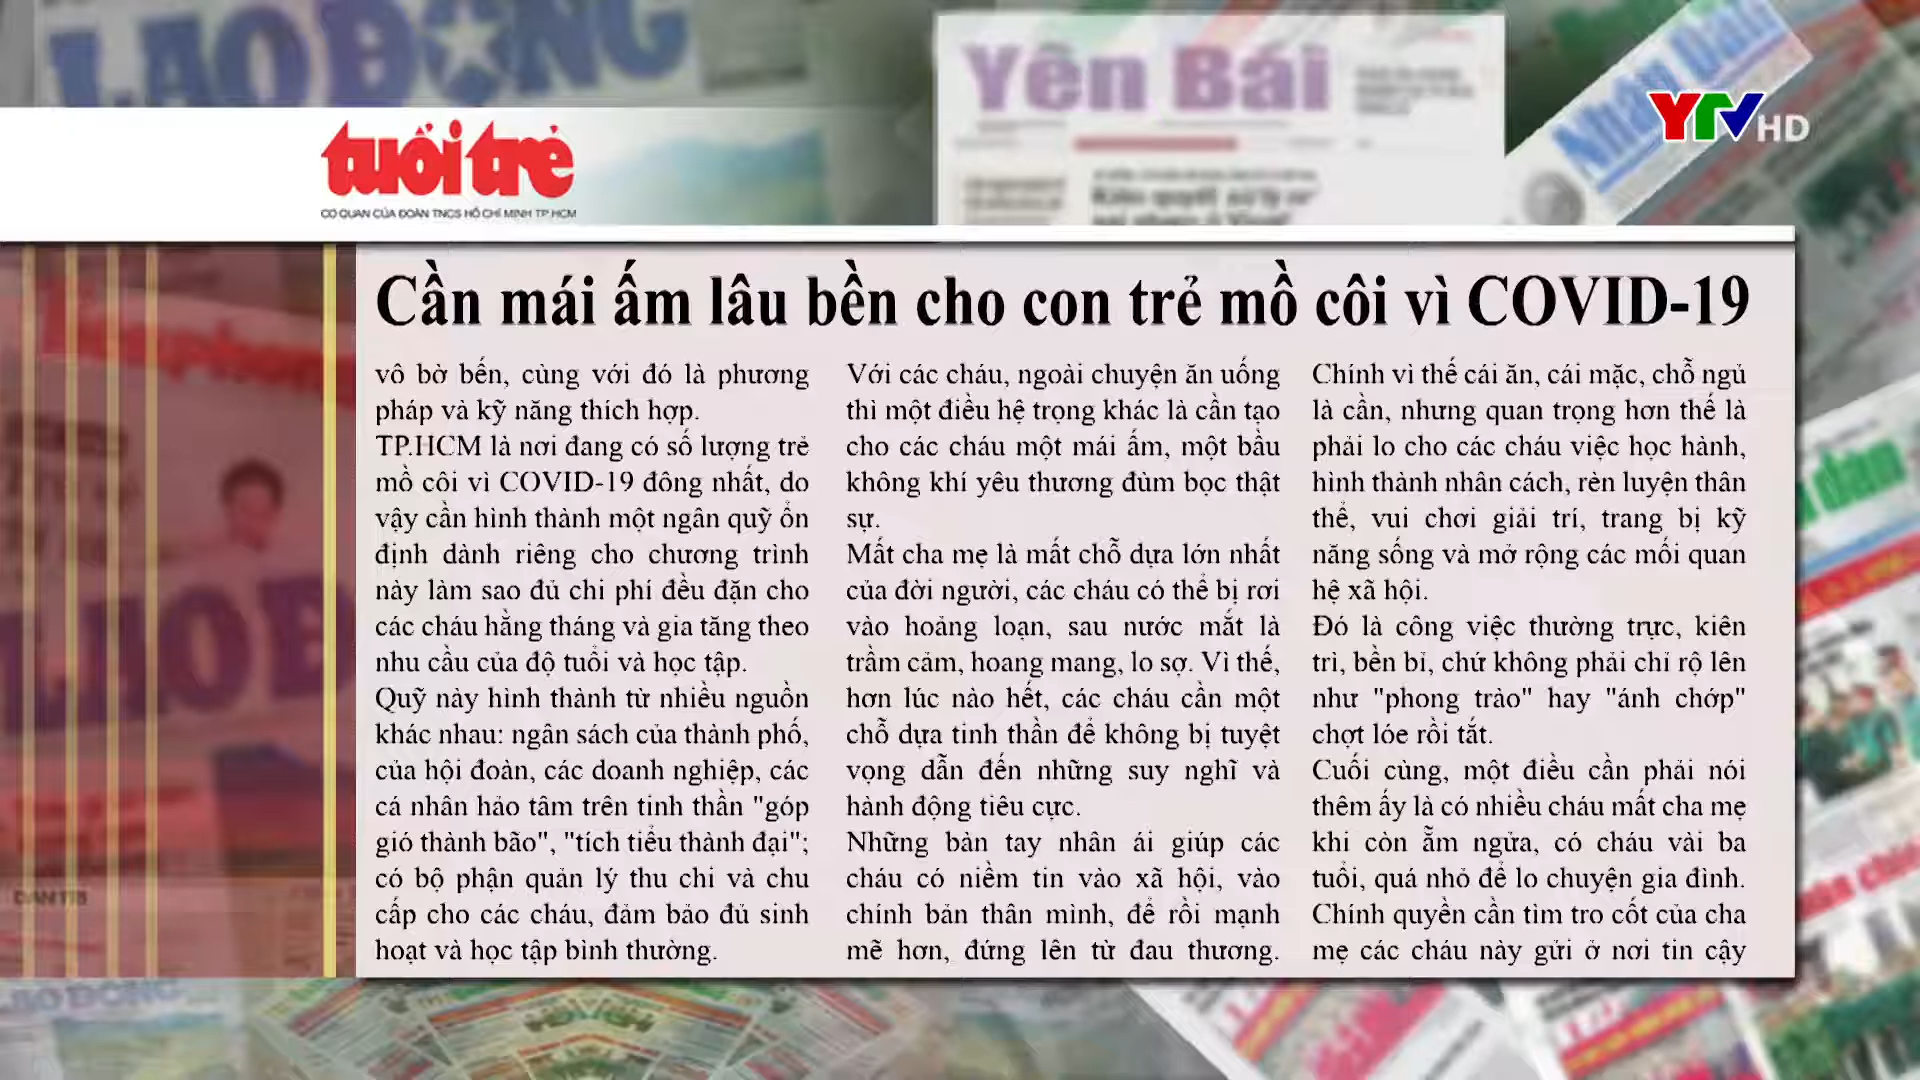 LAO ĐỘNG
Yên Bái
Nhân Dân
YTV HD
tuổi trẻ
CƠ QUAN CỦA ĐOÀN TNCS HỒ CHÍ MINH TP.HCM
Cần mái ấm lâu bền cho con trẻ mồ côi vì COVID-19
vô bờ bến, cùng với đó là phương
pháp và kỹ năng thích hợp.
TP.HCM là nơi đang có số lượng trẻ
mồ côi vì COVID-19 đông nhất, do
vậy cần hình thành một ngân quỹ ổn
định dành riêng cho chương trình
này làm sao đủ chi phí đều đặn cho
các cháu hằng tháng và gia tăng theo
nhu cầu của độ tuổi và học tập.
Quỹ này hình thành từ nhiều nguồn
khác nhau: ngân sách của thành phố,
của hội đoàn, các doanh nghiệp, các
cá nhân hảo tâm trên tinh thần "góp
gió thành bão", "tích tiểu thành đại";
có bộ phận quản lý thu chi và chu
cấp cho các cháu, đảm bảo đủ sinh
hoạt và học tập bình thường.
Với các cháu, ngoài chuyện ăn uống
thì một điều hệ trọng khác là cần tạo
cho các cháu một mái ấm, một bầu
không khí yêu thương đùm bọc thật
sự.
Mất cha mẹ là mất chỗ dựa lớn nhất
của đời người, các cháu có thể bị rơi
vào hoảng loạn, sau nước mắt là
trầm cảm, hoang mang, lo sợ. Vì thế,
hơn lúc nào hết, các cháu cần một
chỗ dựa tinh thần để không bị tuyệt
vọng dẫn đến những suy nghĩ và
hành động tiêu cực.
Những bàn tay nhân ái giúp các
cháu có niềm tin vào xã hội, vào
chính bản thân mình, để rồi mạnh
mẽ hơn, đứng lên từ đau thương.
Chính vì thế cái ăn, cái mặc, chỗ ngủ
là cần, nhưng quan trọng hơn thế là
phải lo cho các cháu việc học hành,
hình thành nhân cách, rèn luyện thân
thể, vui chơi giải trí, trang bị kỹ
năng sống và mở rộng các mối quan
hệ xã hội.
Đó là công việc thường trực, kiên
trì, bền bỉ, chứ không phải chỉ rộ lên
như "phong trào" hay "ánh chớp"
chợt lóe rồi tắt.
Cuối cùng, một điều cần phải nói
thêm ấy là có nhiều cháu mất cha mẹ
khi còn ẵm ngửa, có cháu vài ba
tuổi, quá nhỏ để lo chuyện gia đình.
Chính quyền cần tìm tro cốt của cha
mẹ các cháu này gửi ở nơi tin cậy
LAO ĐỘNG